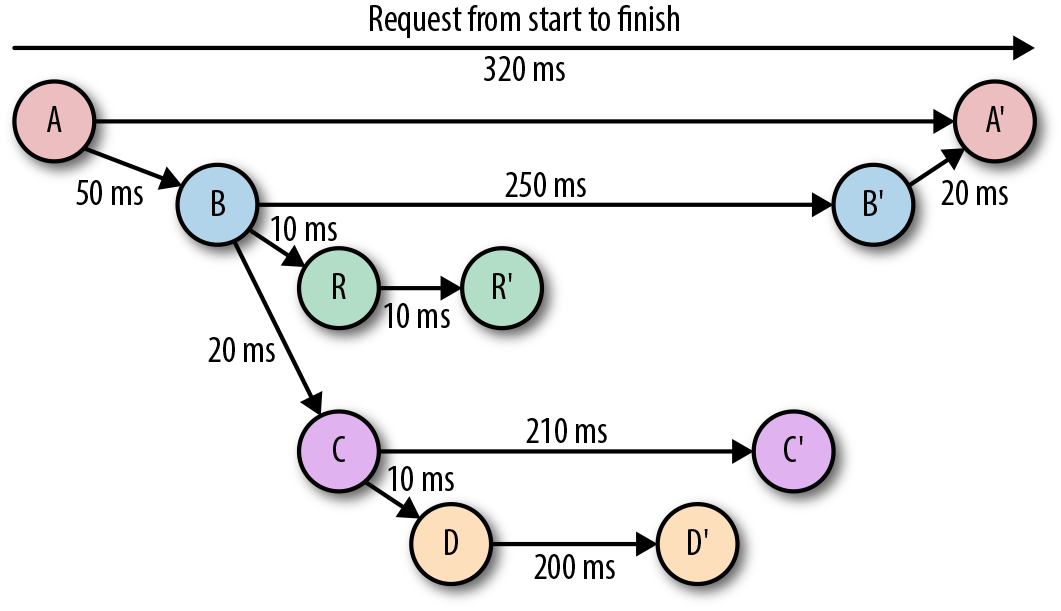 Request from start to finish
320 ms
A
A'
50 ms
B
250 ms
B'
20 ms
10 ms
R
R'
10 ms
20 ms
C
210 ms
C'
10 ms
D
200 ms
D'